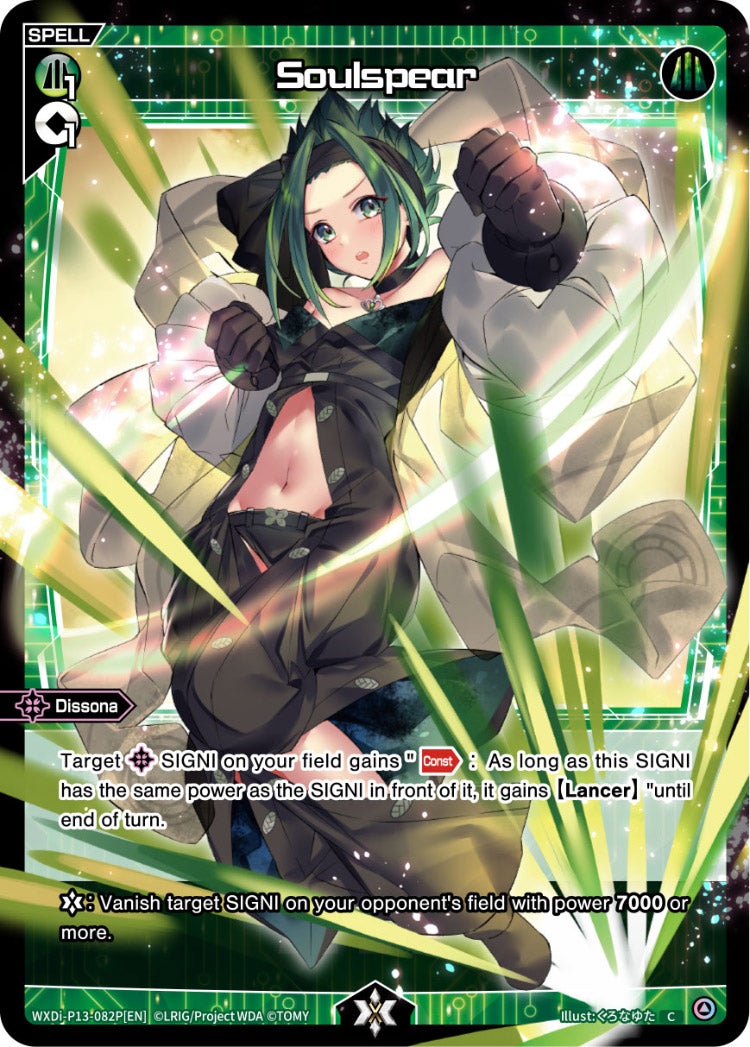 SPELL
1
Soulspear
1
Dissona
Target SIGNI on your field gains " Const : As long as this SIGNI
has the same power as the SIGNI in front of it, it gains 【Lancer】 "until
end of turn.
: Vanish target SIGNI on your opponent's field with power 7000 or
more.
WXDi-P13-082P[EN] ©LRIG/Project WDA ©TOMY Illust:くろなゆた C